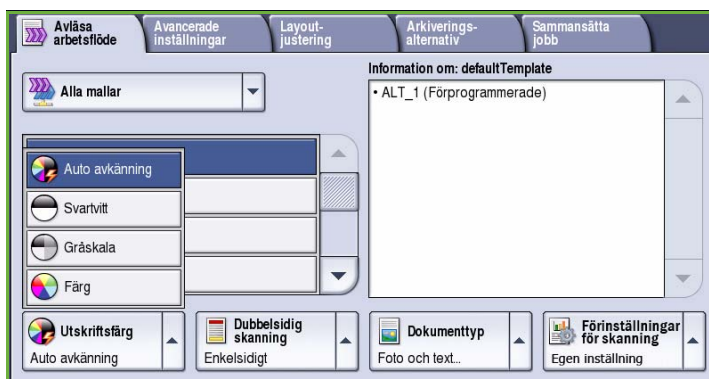 Avläsa
arbetsflöde
Avancerade
inställningar
Layout-
justering
Arkiverings-
alternativ
Sammansätta
jobb
Alla mallar
Information om: defaultTemplate
• ALT_1 (Förprogrammerade)
Auto avkänning
Svartvitt
Gråskala
Färg
Utskriftsfärg
Auto avkänning
Dubbelsidig
skanning
Enkelsidigt
Dokumenttyp
Foto och text...
Förinställningar
för skanning
Egen inställning